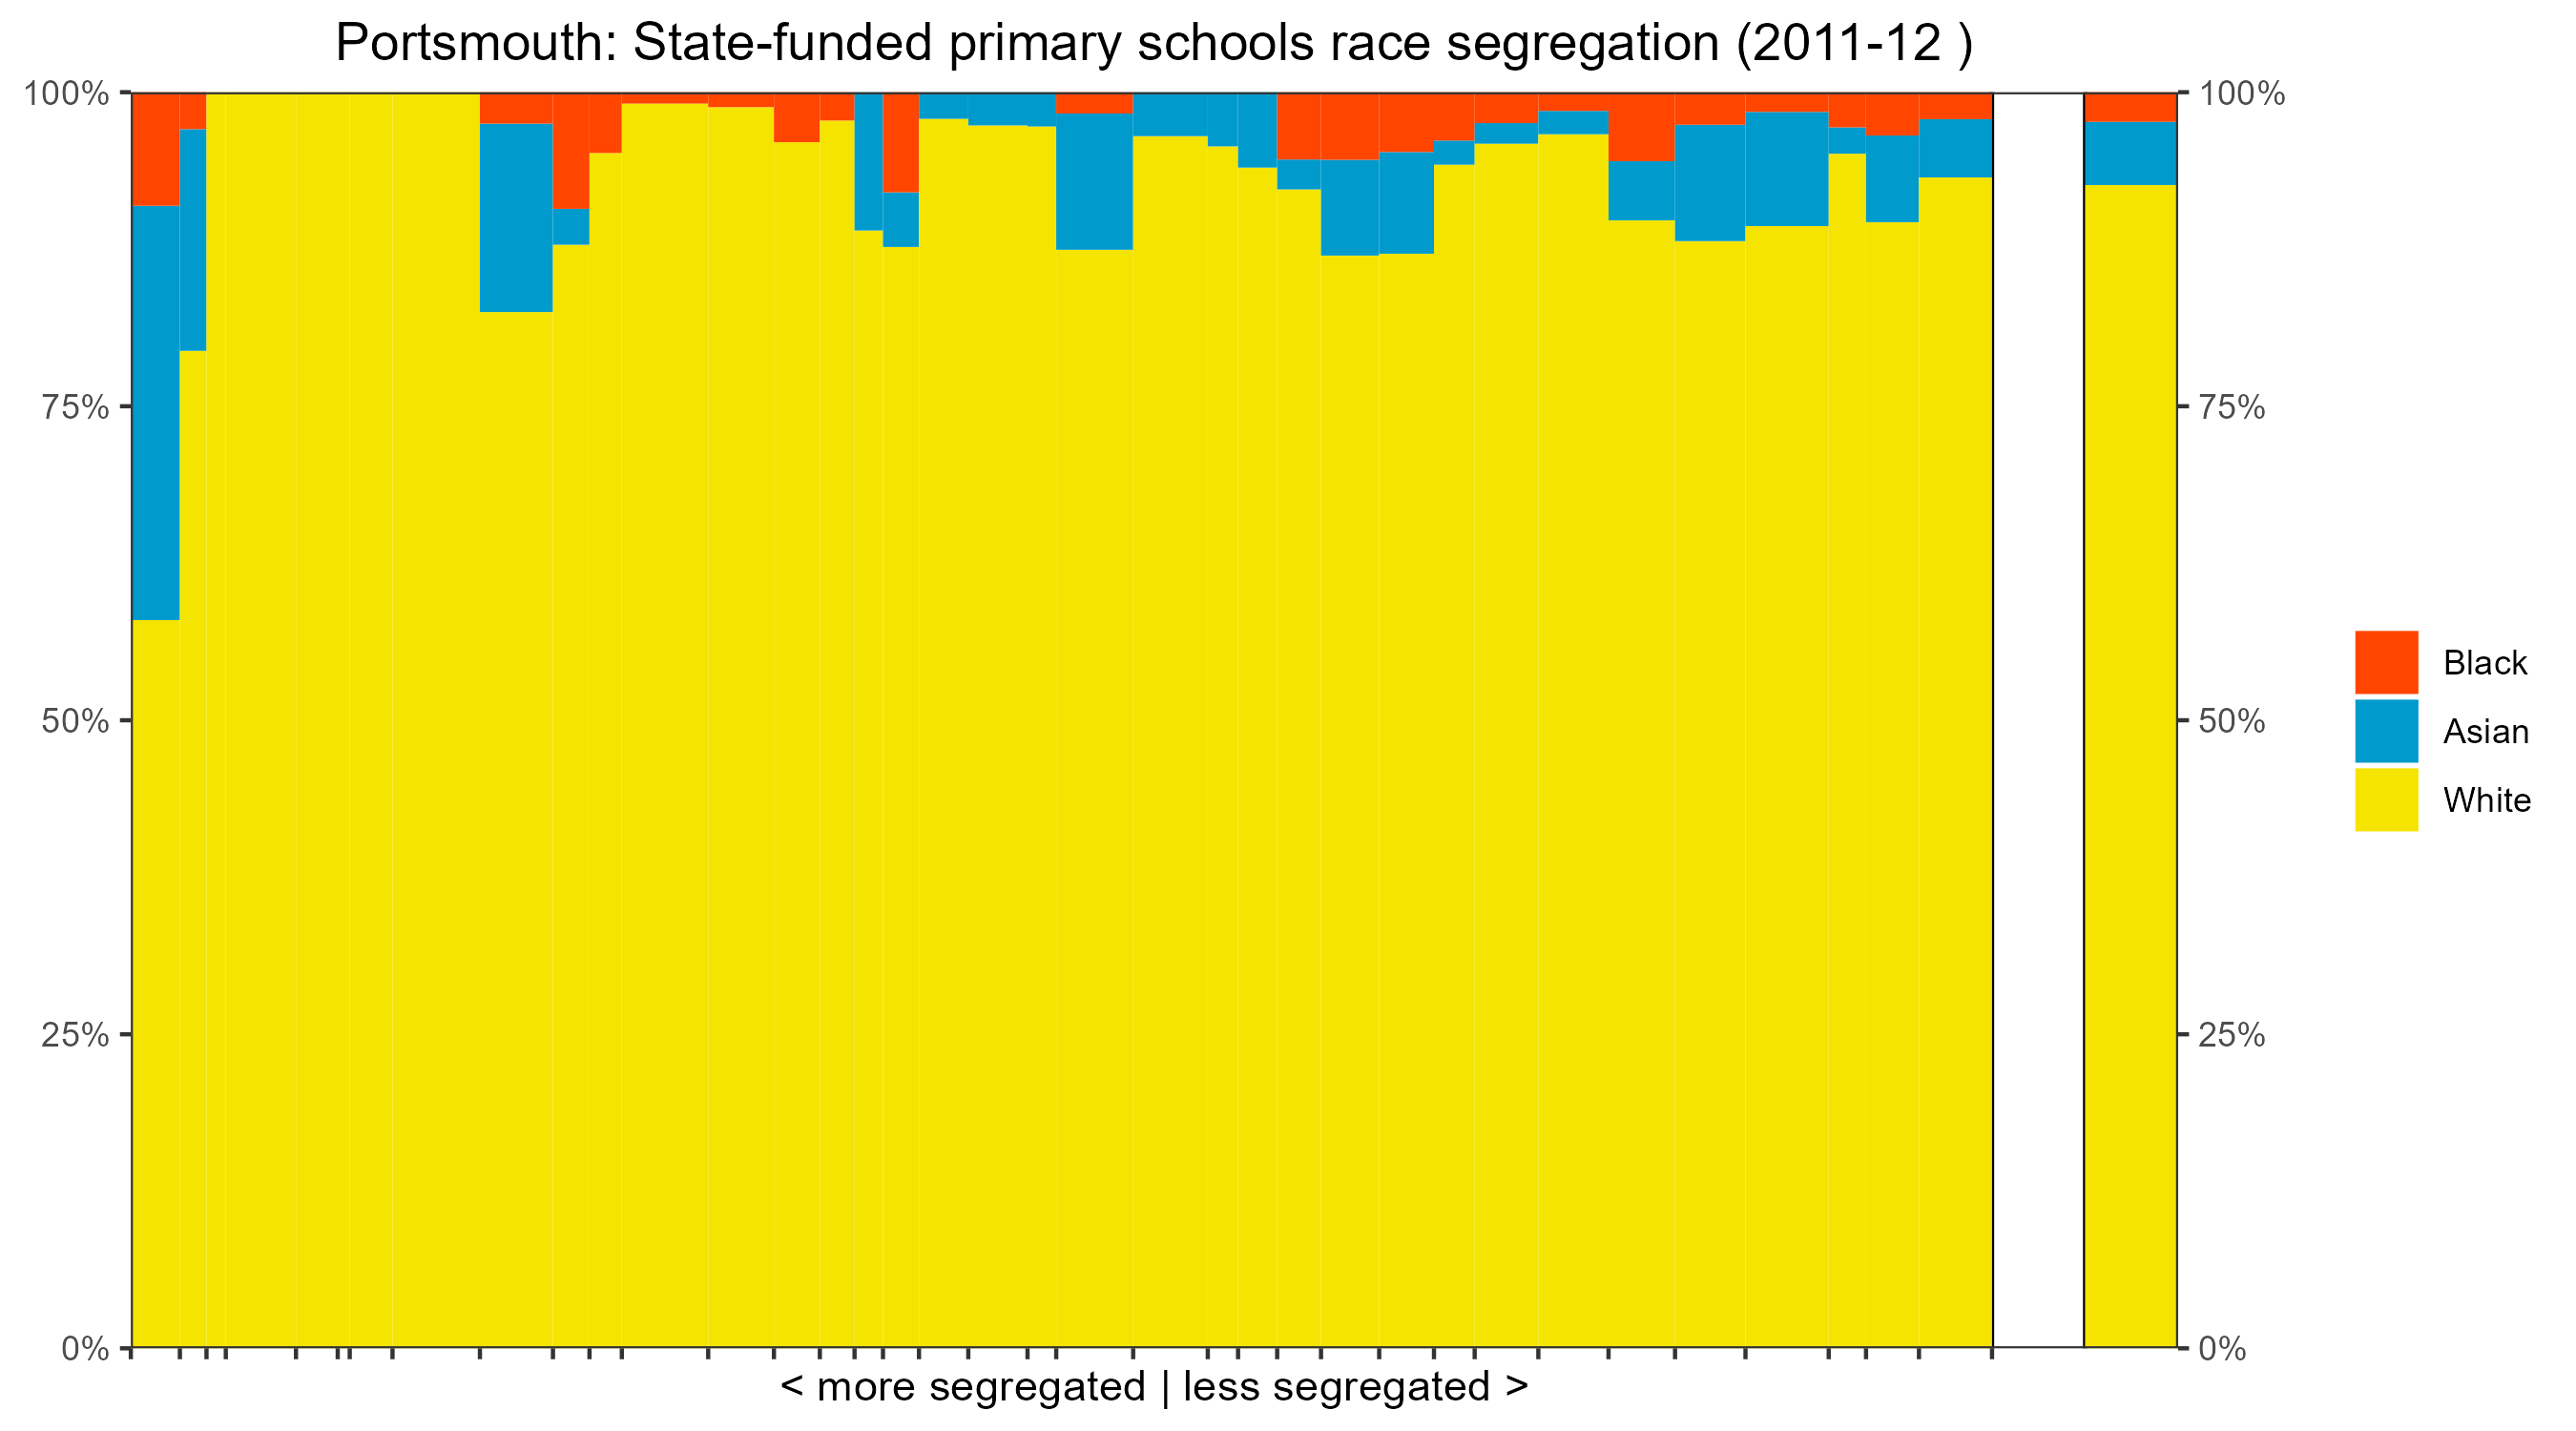 Portsmouth: State-funded primary schools race segregation (2011-12 )
100%
75%
50%
25%
0%
100%
75%
50%
25%
0%
Black
Asian
White
< more segregated | less segregated >